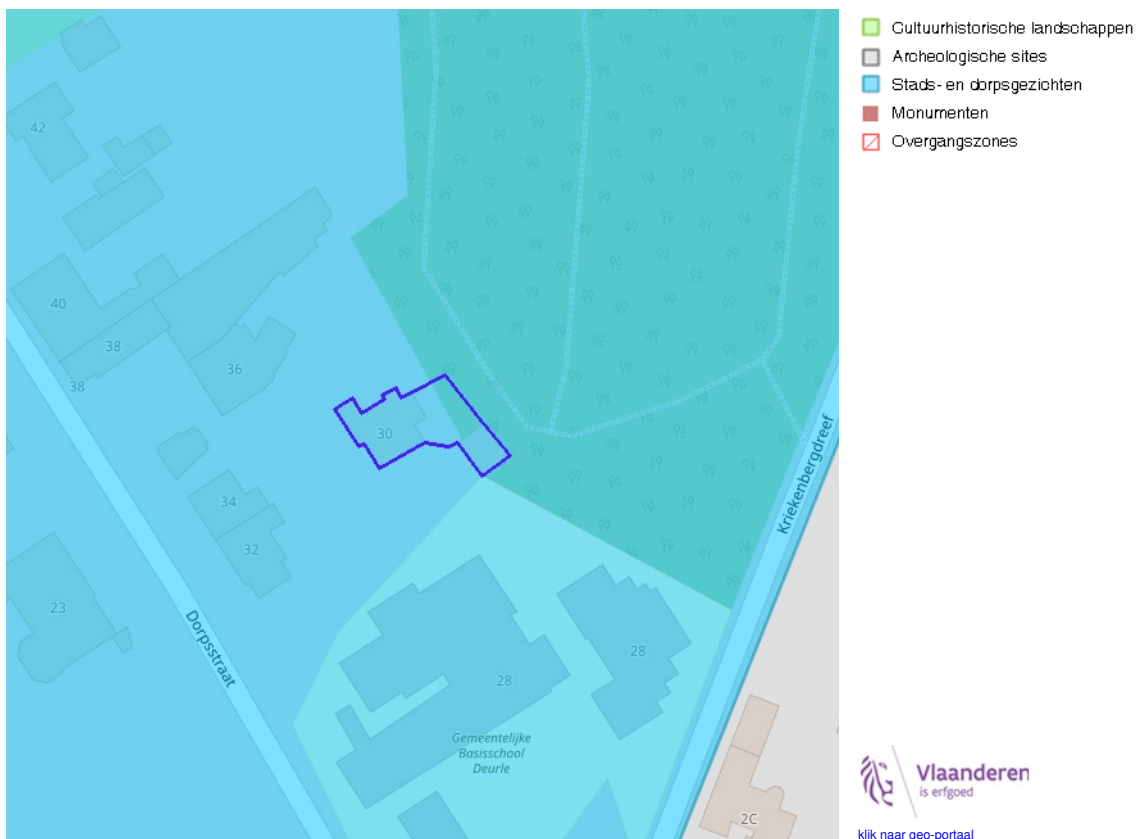 Cultuurhistorische landschappen
Archeologische sites
Stads- en dorpsgezichten
Monumenten
Overgangszones
42
40
38
38
36
30
34
32
23
28
28
2C
Dorpsstraat
Kriekenbergdreef
Gemeentelijke
Basisschool
Deurle
Vlaanderen
is erfgoed
klik naar geo-portaal